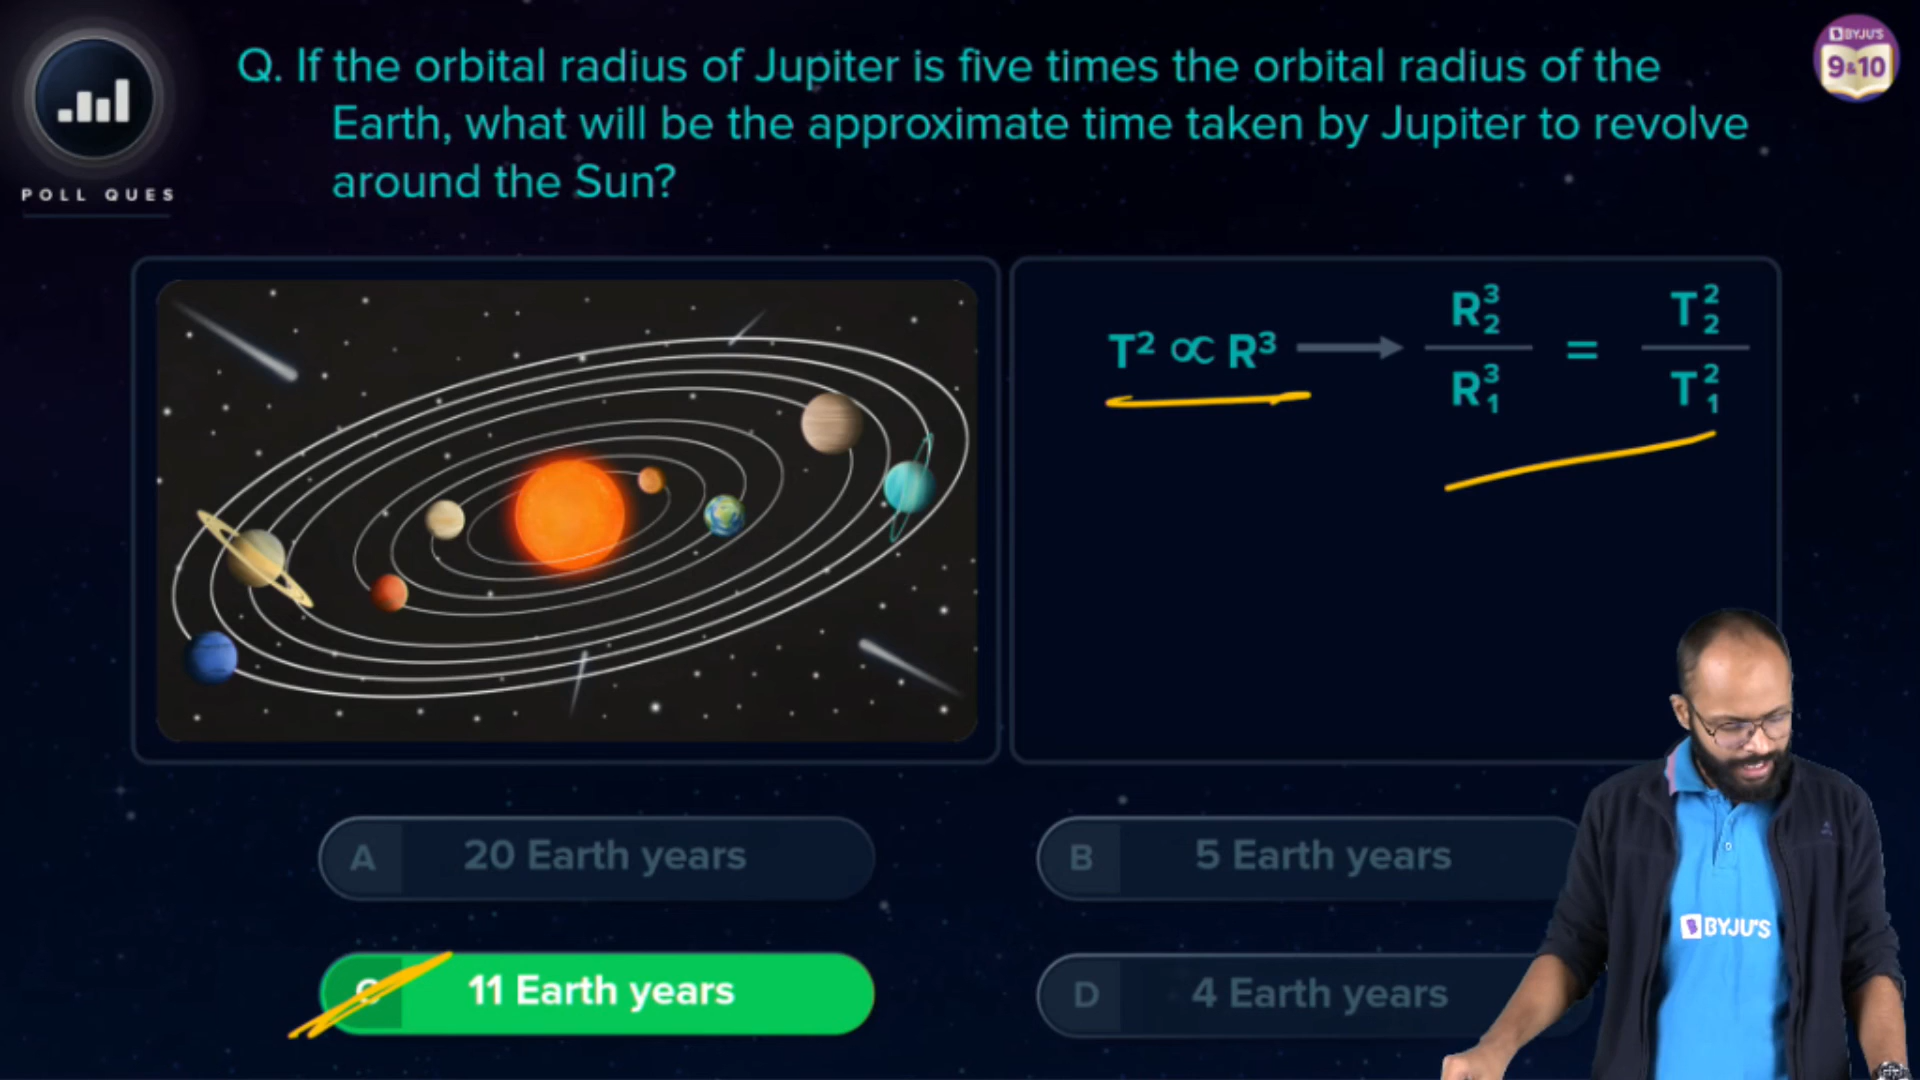 Q. If the orbital radius of Jupiter is five times the orbital radius of the
Earth, what will be the approximate time taken by Jupiter to revolve
around the Sun?
BYJU'S
9&10
POLL QUES
T² ∝ R³ → R₂³ / R₁³ = T₂² / T₁²
A 20 Earth years
B 5 Earth years
C 11 Earth years
D 4 Earth years
BYJU'S